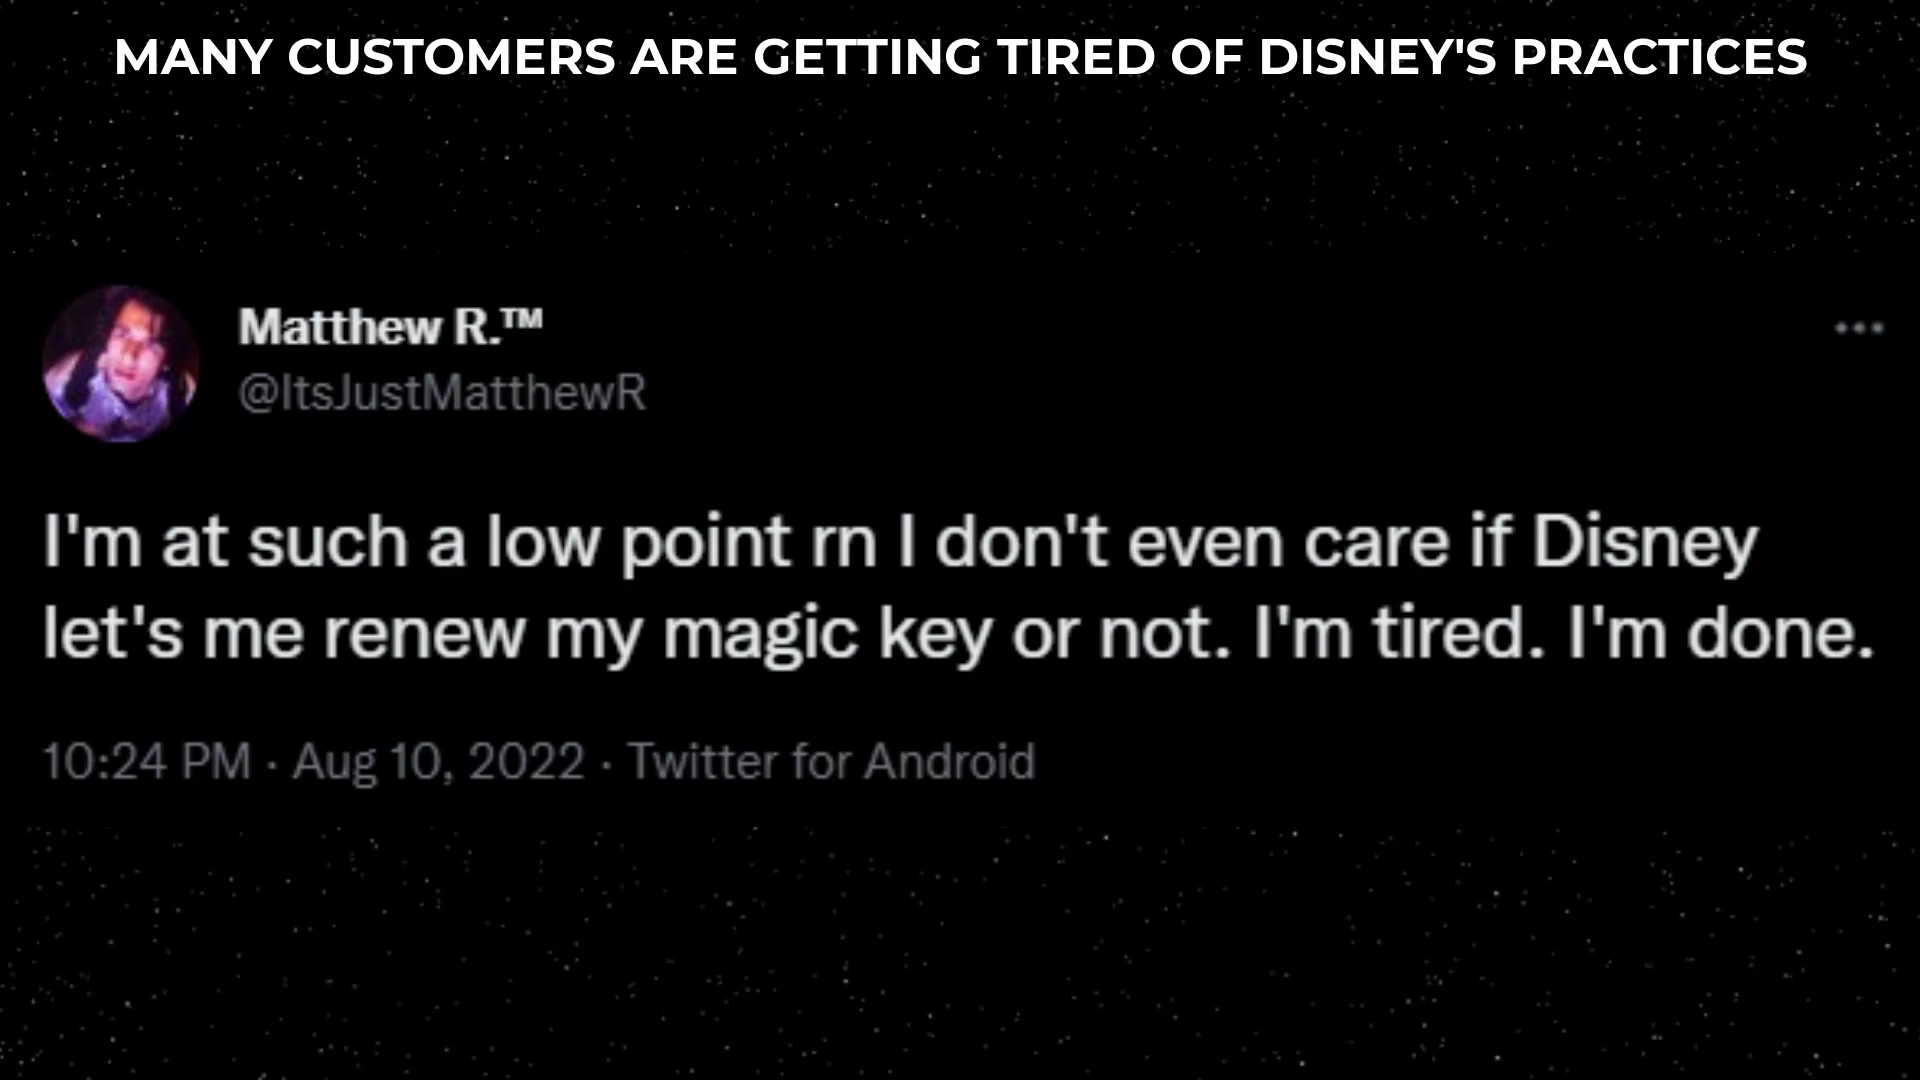 MANY CUSTOMERS ARE GETTING TIRED OF DISNEY'S PRACTICES
Matthew R.™
@ItsJustMatthewR
I'm at such a low point rn I don't even care if Disney
let's me renew my magic key or not. I'm tired. I'm done.
10:24 PM · Aug 10, 2022 · Twitter for Android